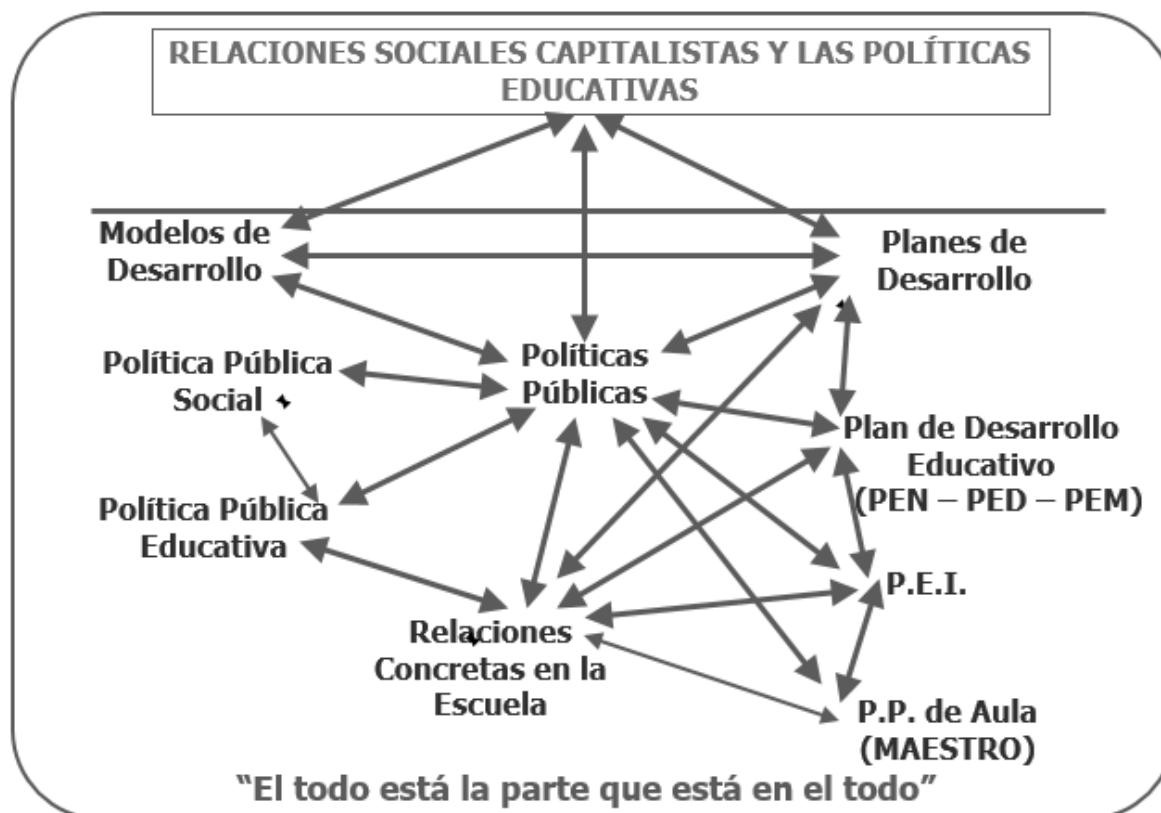 RELACIONES SOCIALES CAPITALISTAS Y LAS POLÍTICAS
EDUCATIVAS
Modelos de
Desarrollo
Planes de
Desarrollo
Políticas
Públicas
Política Pública
Social
Plan de Desarrollo
Educativo
(PEN – PED – PEM)
Política Pública
Educativa
P.E.I.
Relaciones
Concretas en la
Escuela
P.P. de Aula
(MAESTRO)
“El todo está la parte que está en el todo”